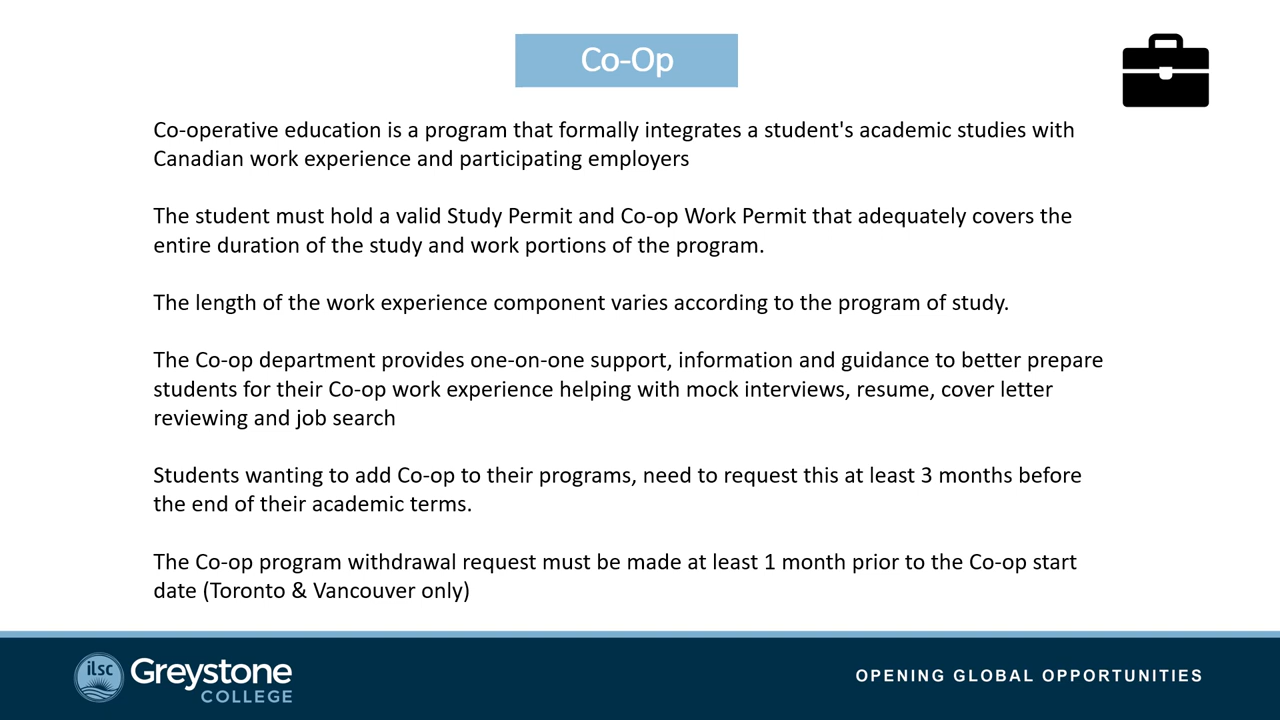 Co-Op
Co-operative education is a program that formally integrates a student's academic studies with
Canadian work experience and participating employers
The student must hold a valid Study Permit and Co-op Work Permit that adequately covers the
entire duration of the study and work portions of the program.
The length of the work experience component varies according to the program of study.
The Co-op department provides one-on-one support, information and guidance to better prepare
students for their Co-op work experience helping with mock interviews, resume, cover letter
reviewing and job search
Students wanting to add Co-op to their programs, need to request this at least 3 months before
the end of their academic terms.
The Co-op program withdrawal request must be made at least 1 month prior to the Co-op start
date (Toronto & Vancouver only)
ilsc
Greystone
COLLEGE
OPENING GLOBAL OPPORTUNITIES